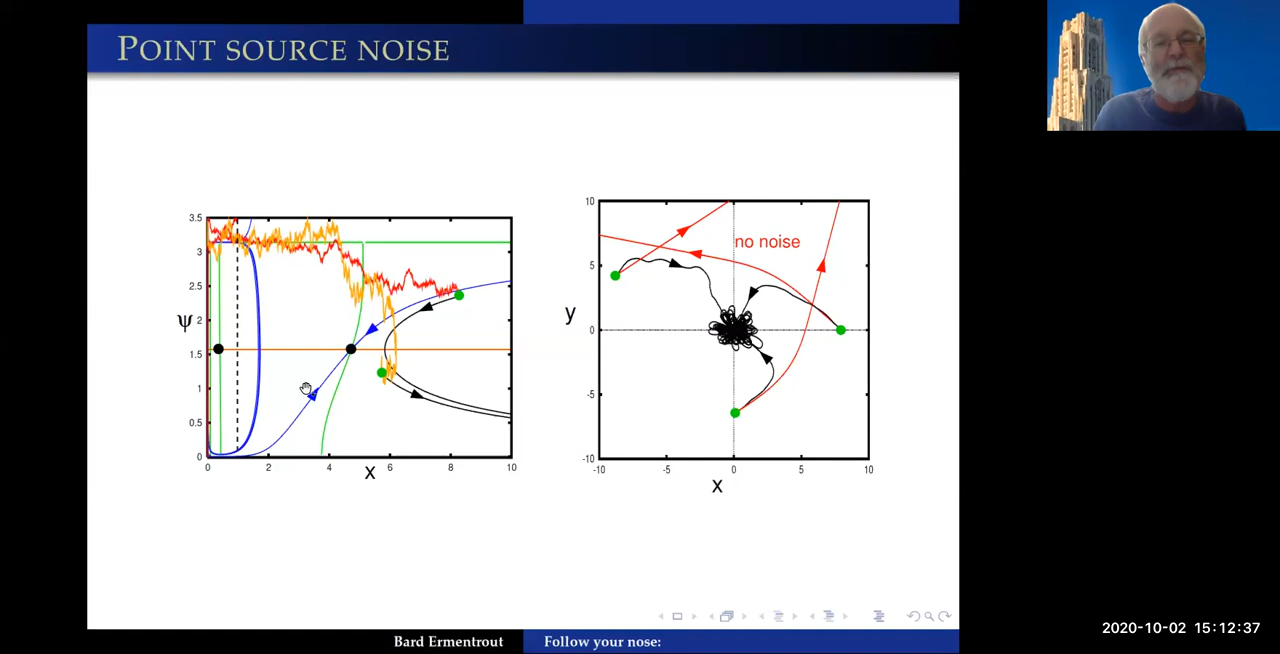 POINT SOURCE NOISE
3.5
3
2.5
ψ 2
1.5
1
0.5
0
0 2 4 6 8 10
x
10
no noise
5
y
0
-5
-10
-10 -5 0 5 10
x
Bard Ermentrout Follow your nose:
2020-10-02 15:12:37